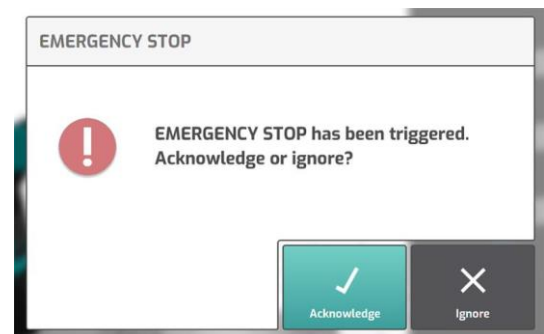 EMERGENCY STOP
EMERGENCY STOP has been triggered.
Acknowledge or ignore?
Acknowledge
Ignore